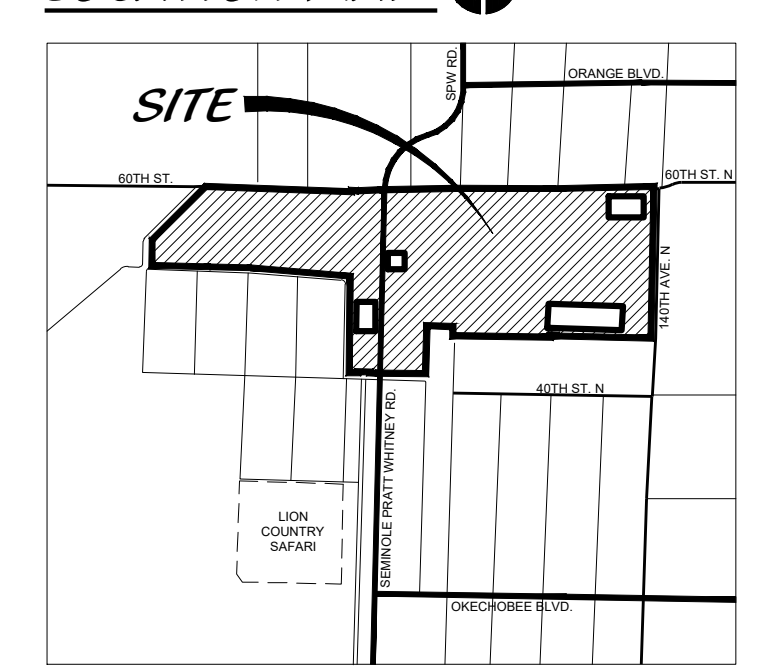 SPW RD.
ORANGE BLVD.
SITE
60TH ST.
60TH ST. N
140TH AVE. N
40TH ST. N
SEMINOLE PRATT WHITNEY RD.
LION
COUNTRY
SAFARI
OKECHOBEE BLVD.